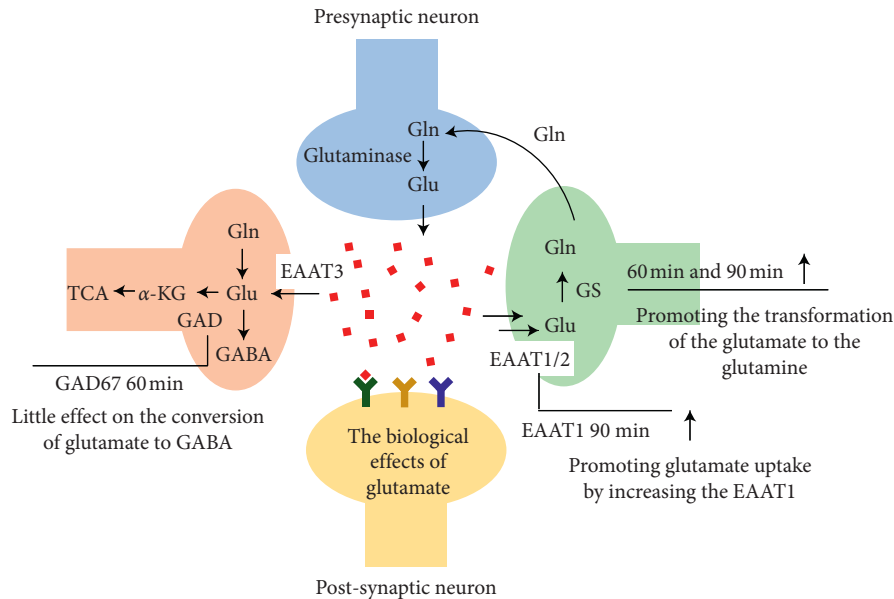 Presynaptic neuron
Gln
Glutaminase
Glu
Gln
Gln
EAAT3
TCA
α-KG
Glu
GAD
GABA
GAD67 60 min
Little effect on the conversion
of glutamate to GABA
Gln
GS
Glu
EAAT1/2
60 min and 90 min
Promoting the transformation
of the glutamate to the
glutamine
EAAT1 90 min
Promoting glutamate uptake
by increasing the EAAT1
The biological
effects of
glutamate
Post-synaptic neuron